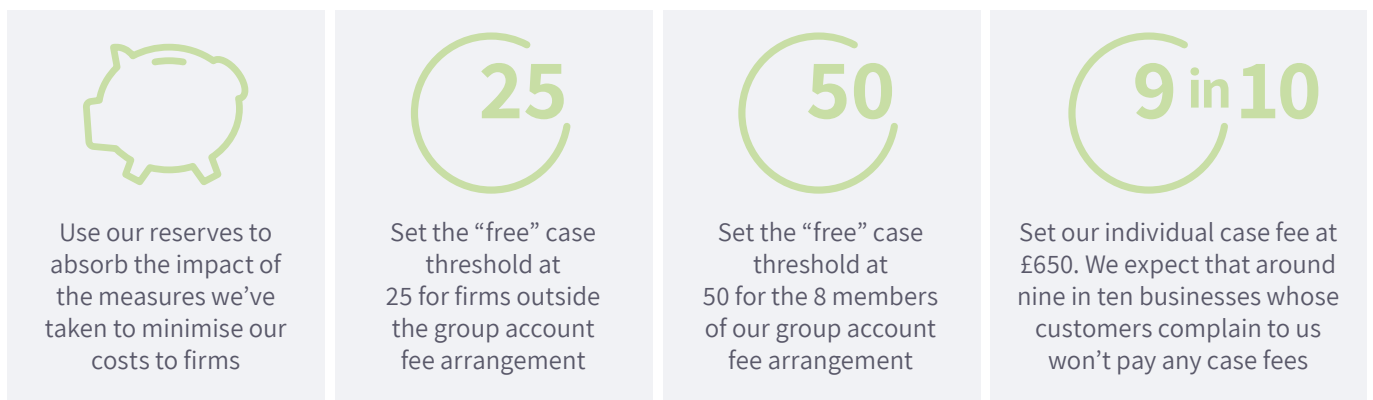 Use our reserves to
absorb the impact of
the measures we’ve
taken to minimise our
costs to firms
25
Set the “free” case
threshold at
25 for firms outside
the group account
fee arrangement
50
Set the “free” case
threshold at
50 for the 8 members
of our group account
fee arrangement
9 in 10
Set our individual case fee at
£650. We expect that around
nine in ten businesses whose
customers complain to us
won’t pay any case fees